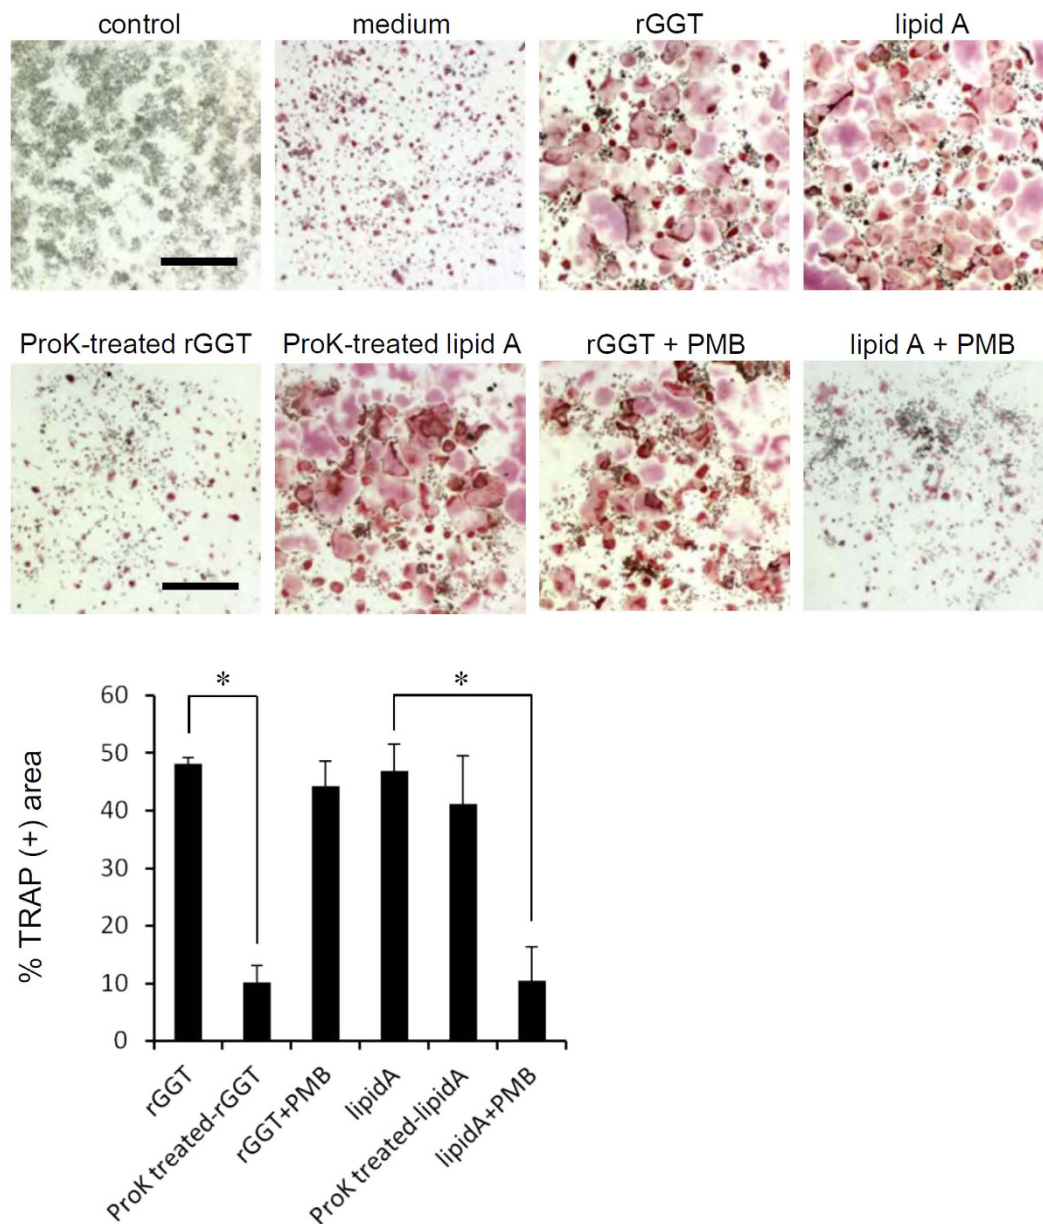 control medium rGGT lipid A
ProK-treated rGGT ProK-treated lipid A rGGT + PMB lipid A + PMB
% TRAP (+) area
60
50
40
30
20
10
0
* *
rGGT
ProK treated-rGGT
rGGT+PMB
lipidA
ProK treated-lipidA
lipidA+PMB